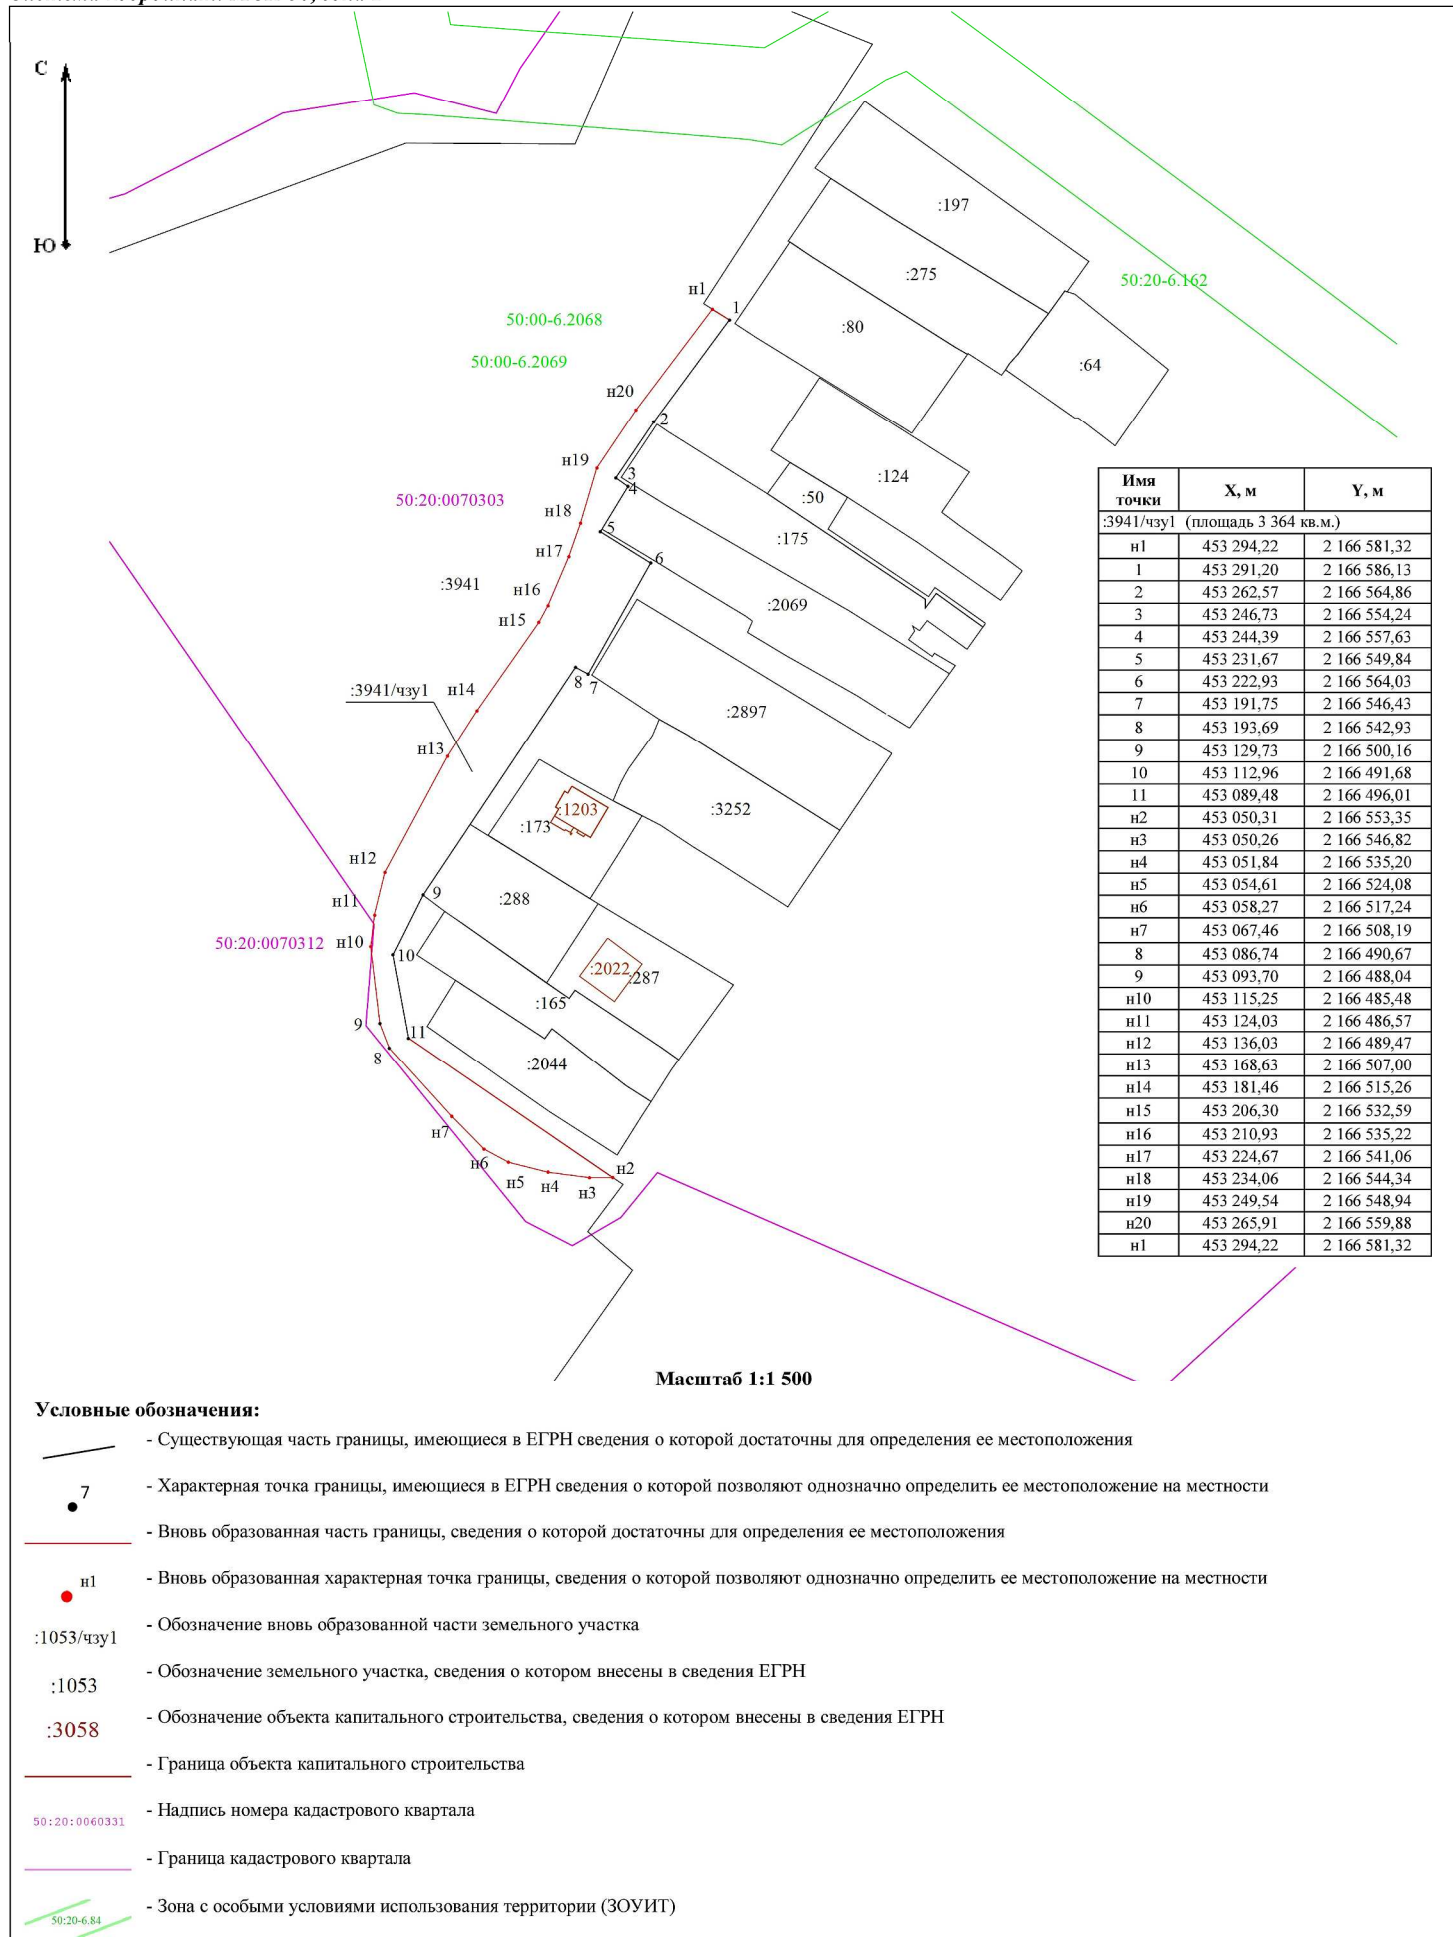 С
Ю
:197
:275
50:20-6.162
н1
1
50:00-6.2068
:80
50:00-6.2069
:64
н20
2
н19
3
4
:124
50:20:0070303
:50
н18
5
:175
н17
6
:3941
н16
:2069
н15
8
7
:3941/чзу1
н14
:2897
н13
:1203
:3252
:173
н12
9
:288
н11
50:20:0070312
н10
10
:2022
:287
:165
9
11
8
:2044
н7
н6
н5
н4
н3
н2
Имя точки X, м Y, м
:3941/чзу1 (площадь 3 364 кв.м.)
н1 453 294,22 2 166 581,32
1 453 291,20 2 166 586,13
2 453 262,57 2 166 564,86
3 453 246,73 2 166 554,24
4 453 244,39 2 166 557,63
5 453 231,67 2 166 549,84
6 453 222,93 2 166 564,03
7 453 191,75 2 166 546,43
8 453 193,69 2 166 542,93
9 453 129,73 2 166 500,16
10 453 112,96 2 166 491,68
11 453 089,48 2 166 496,01
н2 453 050,31 2 166 553,35
н3 453 050,26 2 166 546,82
н4 453 051,84 2 166 535,20
н5 453 054,61 2 166 524,08
н6 453 058,27 2 166 517,24
н7 453 067,46 2 166 508,19
8 453 086,74 2 166 490,67
9 453 093,70 2 166 488,04
н10 453 115,25 2 166 485,48
н11 453 124,03 2 166 486,57
н12 453 136,03 2 166 489,47
н13 453 168,63 2 166 507,00
н14 453 181,46 2 166 515,26
н15 453 206,30 2 166 532,59
н16 453 210,93 2 166 535,22
н17 453 224,67 2 166 541,06
н18 453 234,06 2 166 544,34
н19 453 249,54 2 166 548,94
н20 453 265,91 2 166 559,88
н1 453 294,22 2 166 581,32
Масштаб 1:1 500
Условные обозначения:
- Существующая часть границы, имеющиеся в ЕГРН сведения о которой достаточны для определения ее местоположения
7 - Характерная точка границы, имеющиеся в ЕГРН сведения о которой позволяют однозначно определить ее местоположение на местности
- Вновь образованная часть границы, сведения о которой достаточны для определения ее местоположения
н1 - Вновь образованная характерная точка границы, сведения о которой позволяют однозначно определить ее местоположение на местности
:1053/чзу1 - Обозначение вновь образованной части земельного участка
:1053 - Обозначение земельного участка, сведения о котором внесены в сведения ЕГРН
:3058 - Обозначение объекта капитального строительства, сведения о котором внесены в сведения ЕГРН
- Граница объекта капитального строительства
50:20:0060331 - Надпись номера кадастрового квартала
- Граница кадастрового квартала
50:20-6.84 - Зона с особыми условиями использования территории (ЗОУИТ)